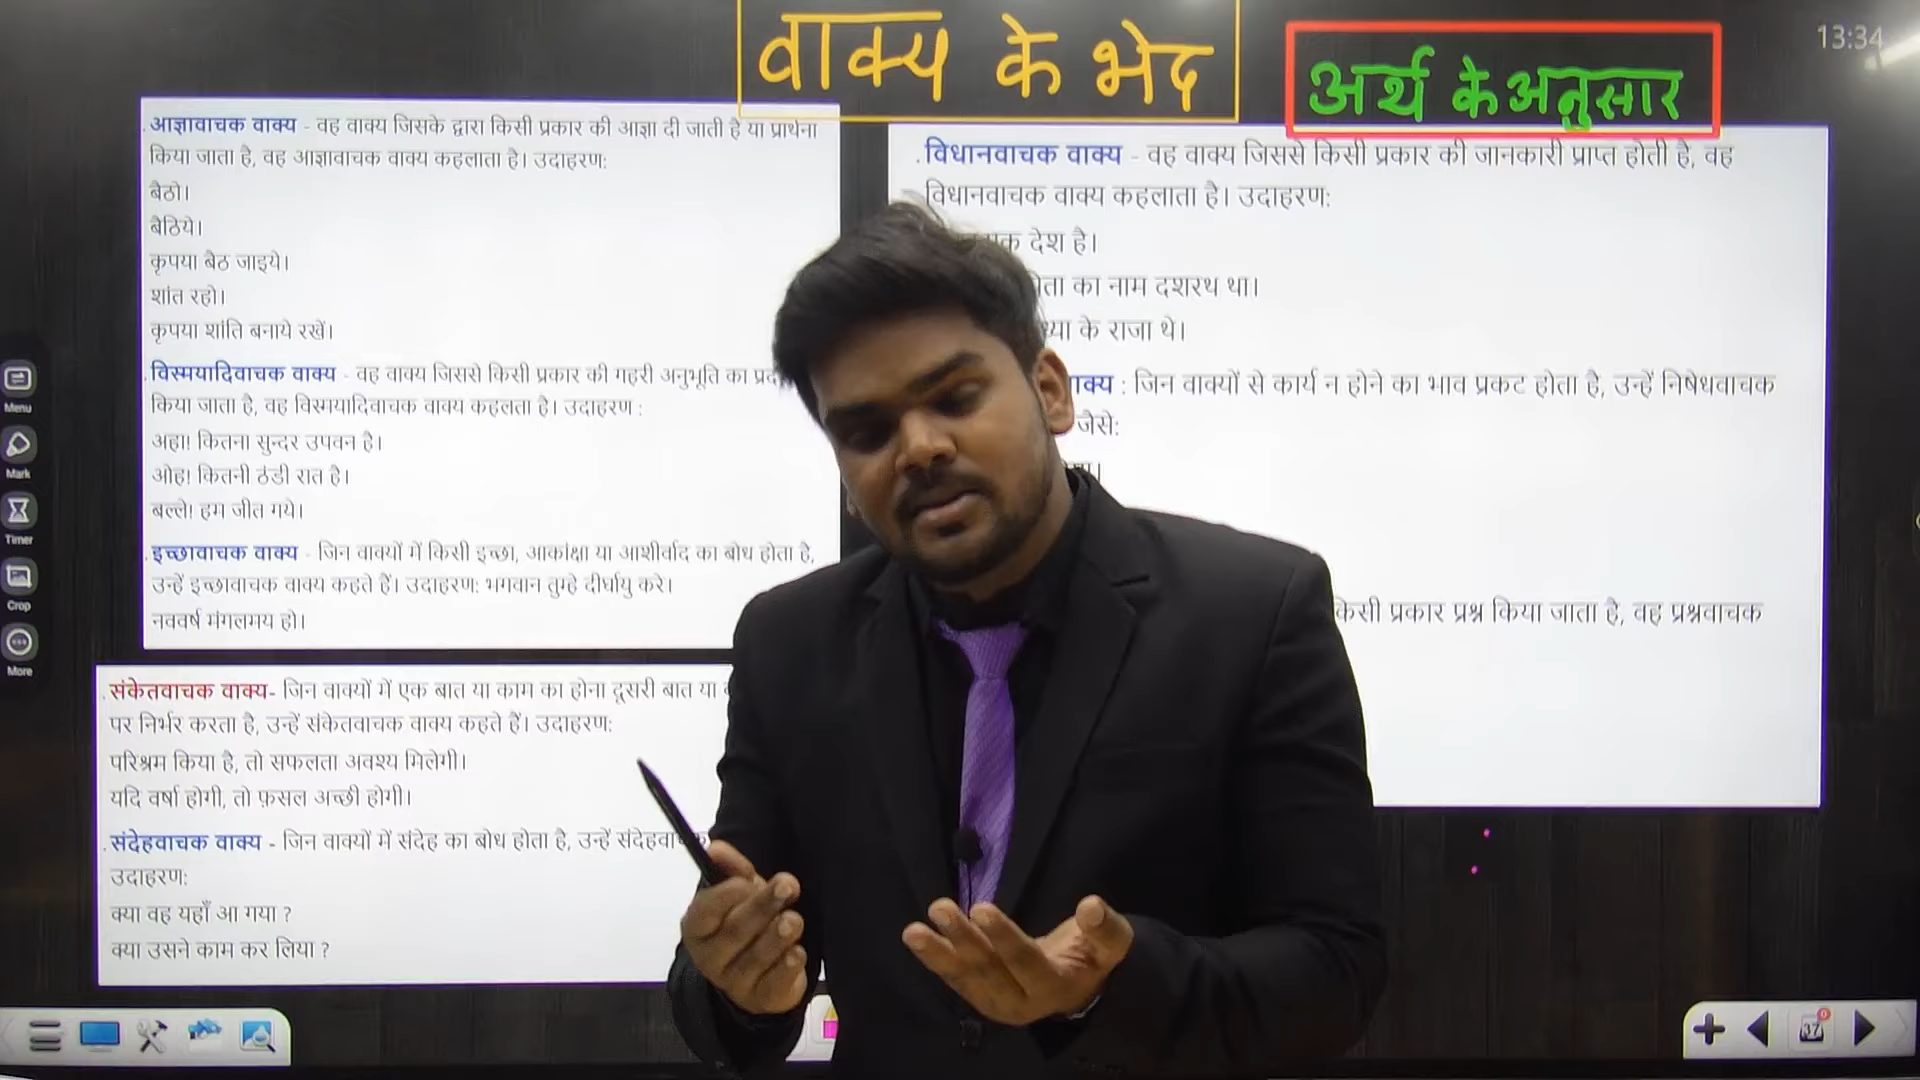 वाक्य के भेद
अर्थ के अनुसार
13:34
आज्ञावाचक वाक्य - वह वाक्य जिसके द्वारा किसी प्रकार की आज्ञा दी जाती है या प्रार्थना
किया जाता है, वह आज्ञावाचक वाक्य कहलाता है। उदाहरण:
बैठो।
बैठिये।
कृपया बैठ जाइये।
शांत रहो।
कृपया शांति बनाये रखें।
विस्मयादिवाचक वाक्य - वह वाक्य जिससे किसी प्रकार की गहरी अनुभूति का
किया जाता है, वह विस्मयादिवाचक वाक्य कहलता है। उदाहरण :
अहा! कितना सुन्दर उपवन है।
ओह! कितनी ठंडी रात है।
बल्ले! हम जीत गये।
इच्छावाचक वाक्य - जिन वाक्यों में किसी इच्छा, आकांक्षा या आशीर्वाद का बोध होता है,
उन्हें इच्छावाचक वाक्य कहते हैं। उदाहरण: भगवान तुम्हे दीर्घायु करे।
नववर्ष मंगलमय हो।
संकेतवाचक वाक्य- जिन वाक्यों में एक बात या काम का होना दूसरी बात या
पर निर्भर करता है, उन्हें संकेतवाचक वाक्य कहते हैं। उदाहरण:
परिश्रम किया है, तो सफलता अवश्य मिलेगी।
यदि वर्षा होगी, तो फ़सल अच्छी होगी।
संदेहवाचक वाक्य - जिन वाक्यों में संदेह का बोध होता है, उन्हें
उदाहरण:
क्या वह यहाँ आ गया ?
क्या उसने काम कर लिया ?
विधानवाचक वाक्य - वह वाक्य जिससे किसी प्रकार की जानकारी प्राप्त होती है, वह
विधानवाचक वाक्य कहलाता है। उदाहरण:
देश है।
का नाम दशरथ था।
के राजा थे।
वाक्य : जिन वाक्यों से कार्य न होने का भाव प्रकट होता है, उन्हें निषेधवाचक
जैसे:
किसी प्रकार प्रश्न किया जाता है, वह प्रश्नवाचक
Menu
Mark
Timer
Crop
More
37
0